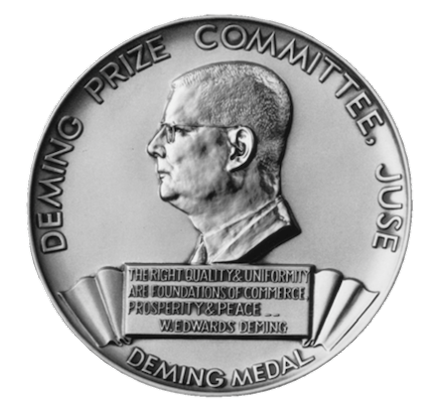 DEMING PRIZE COMMITTEE, JUSE
THE RIGHT QUALITY & UNIFORMITY
ARE FOUNDATIONS OF COMMERCE,
PROSPERITY & PEACE _ _
W. EDWARDS DEMING
DEMING MEDAL